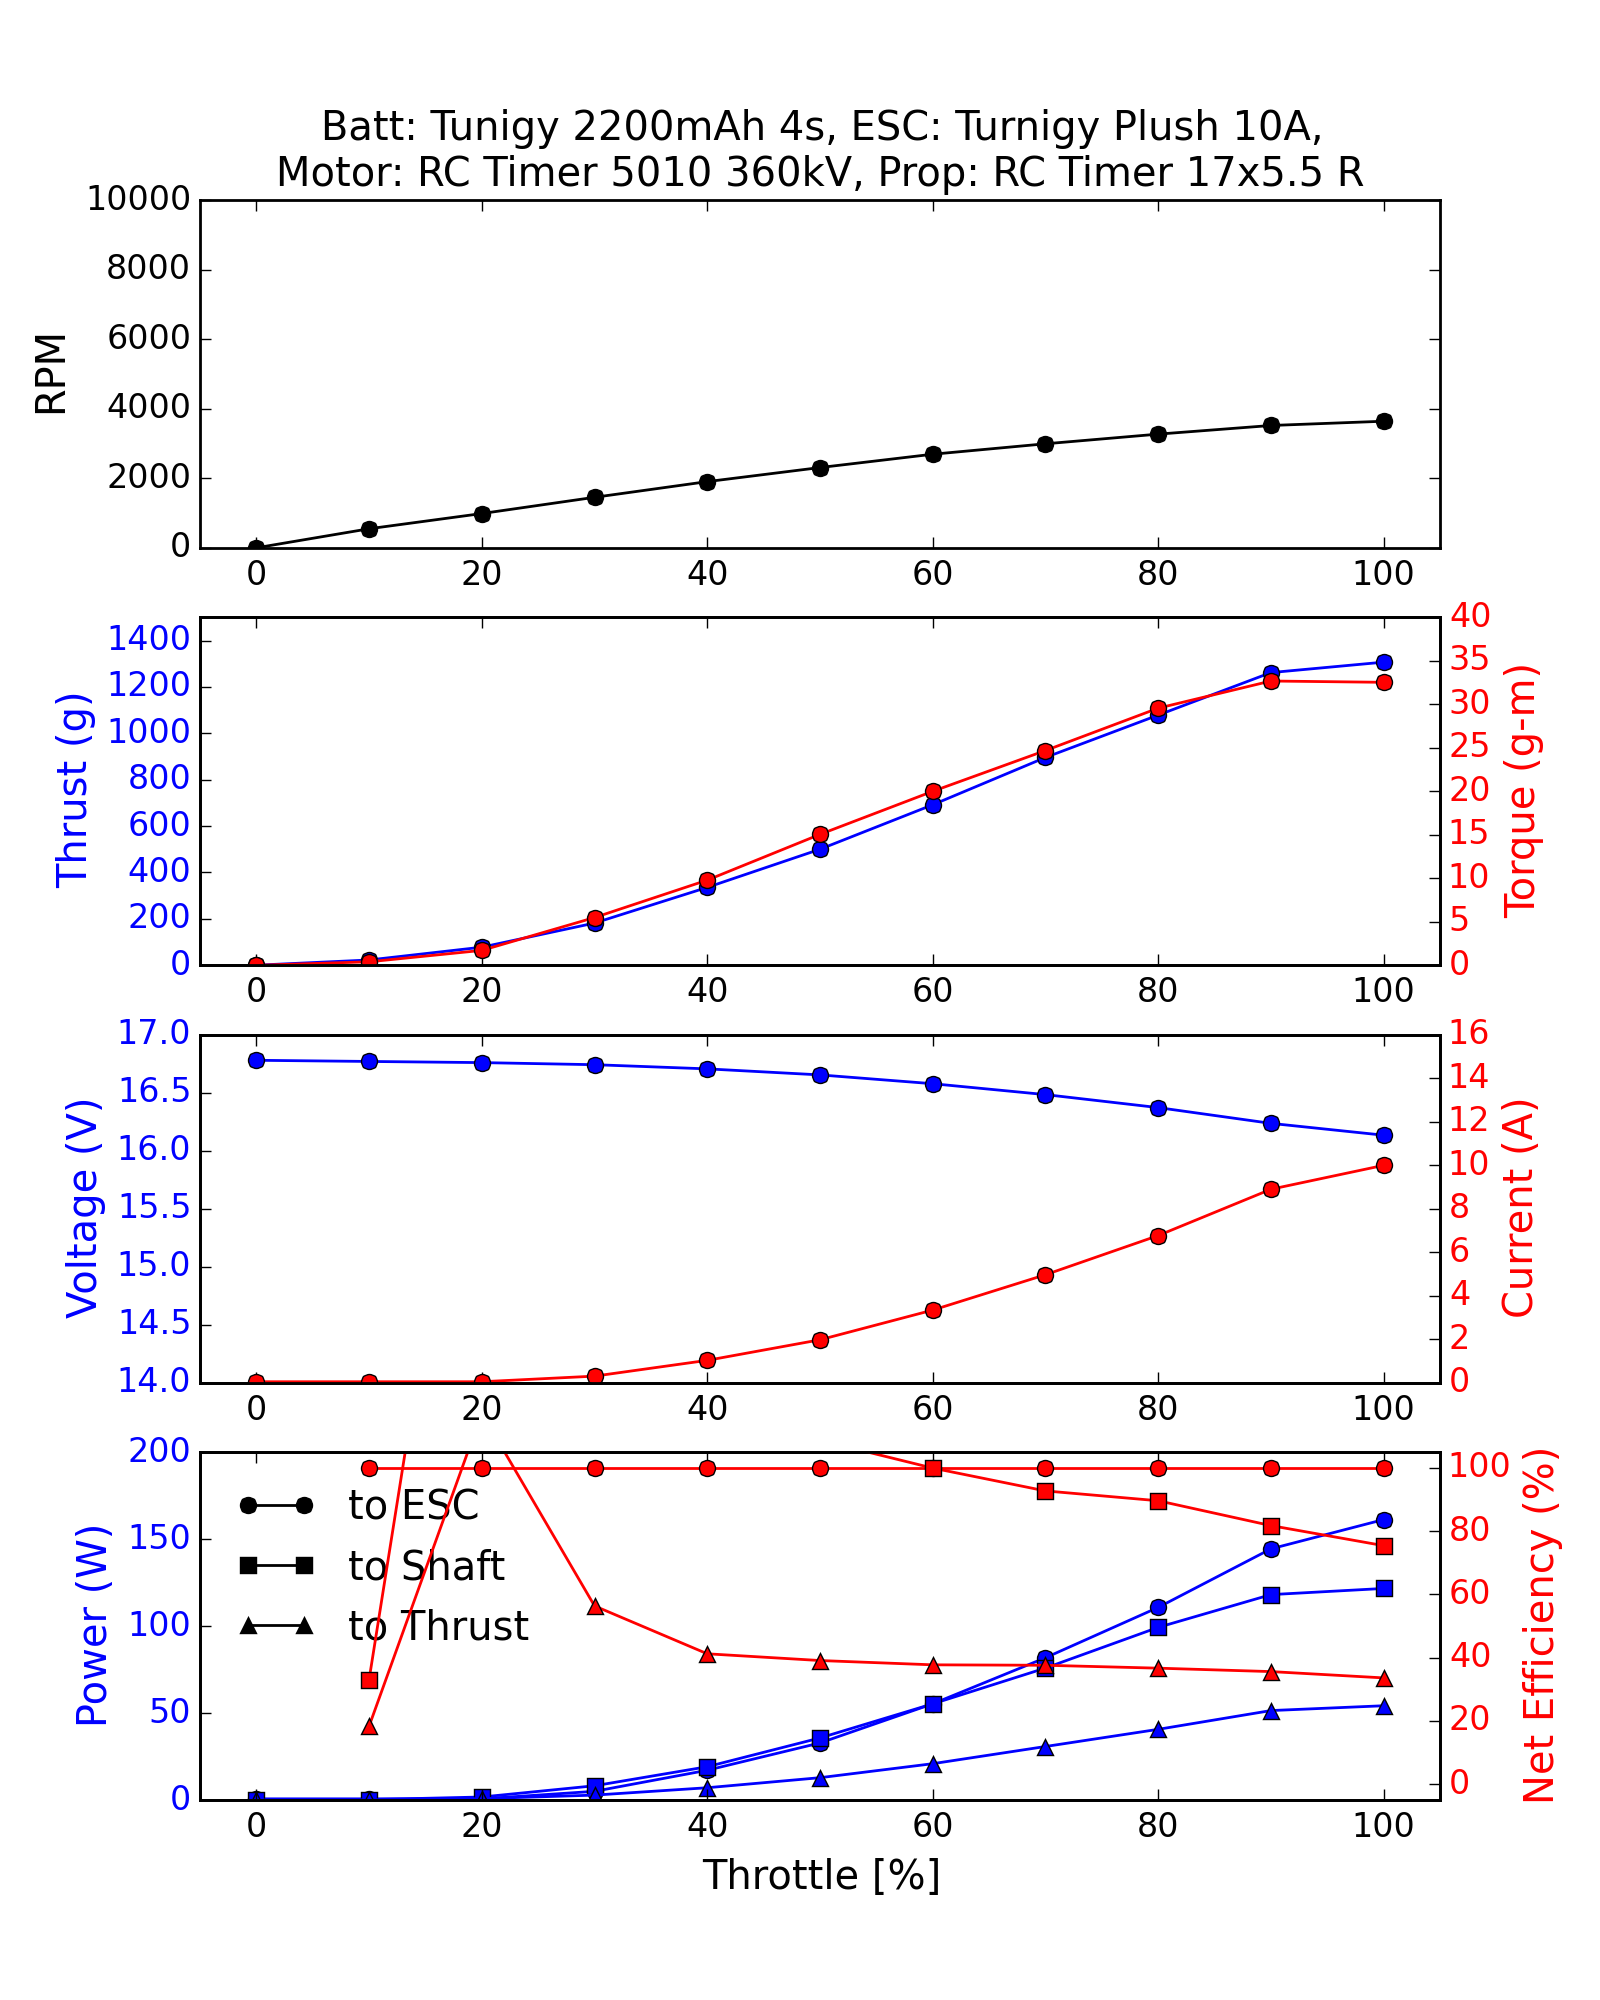 Batt: Tunigy 2200mAh 4s, ESC: Turnigy Plush 10A,
Motor: RC Timer 5010 360kV, Prop: RC Timer 17x5.5 R
RPM
10000
8000
6000
4000
2000
0
0 20 40 60 80 100
Thrust (g)
1400
1200
1000
800
600
400
200
0
40
35
30
25
20
15
10
5
0
Torque (g-m)
0 20 40 60 80 100
Voltage (V)
17.0
16.5
16.0
15.5
15.0
14.5
14.0
16
14
12
10
8
6
4
2
0
Current (A)
0 20 40 60 80 100
Power (W)
200
150
100
50
0
to ESC
to Shaft
to Thrust
100
80
60
40
20
0
Net Efficiency (%)
0 20 40 60 80 100
Throttle [%]